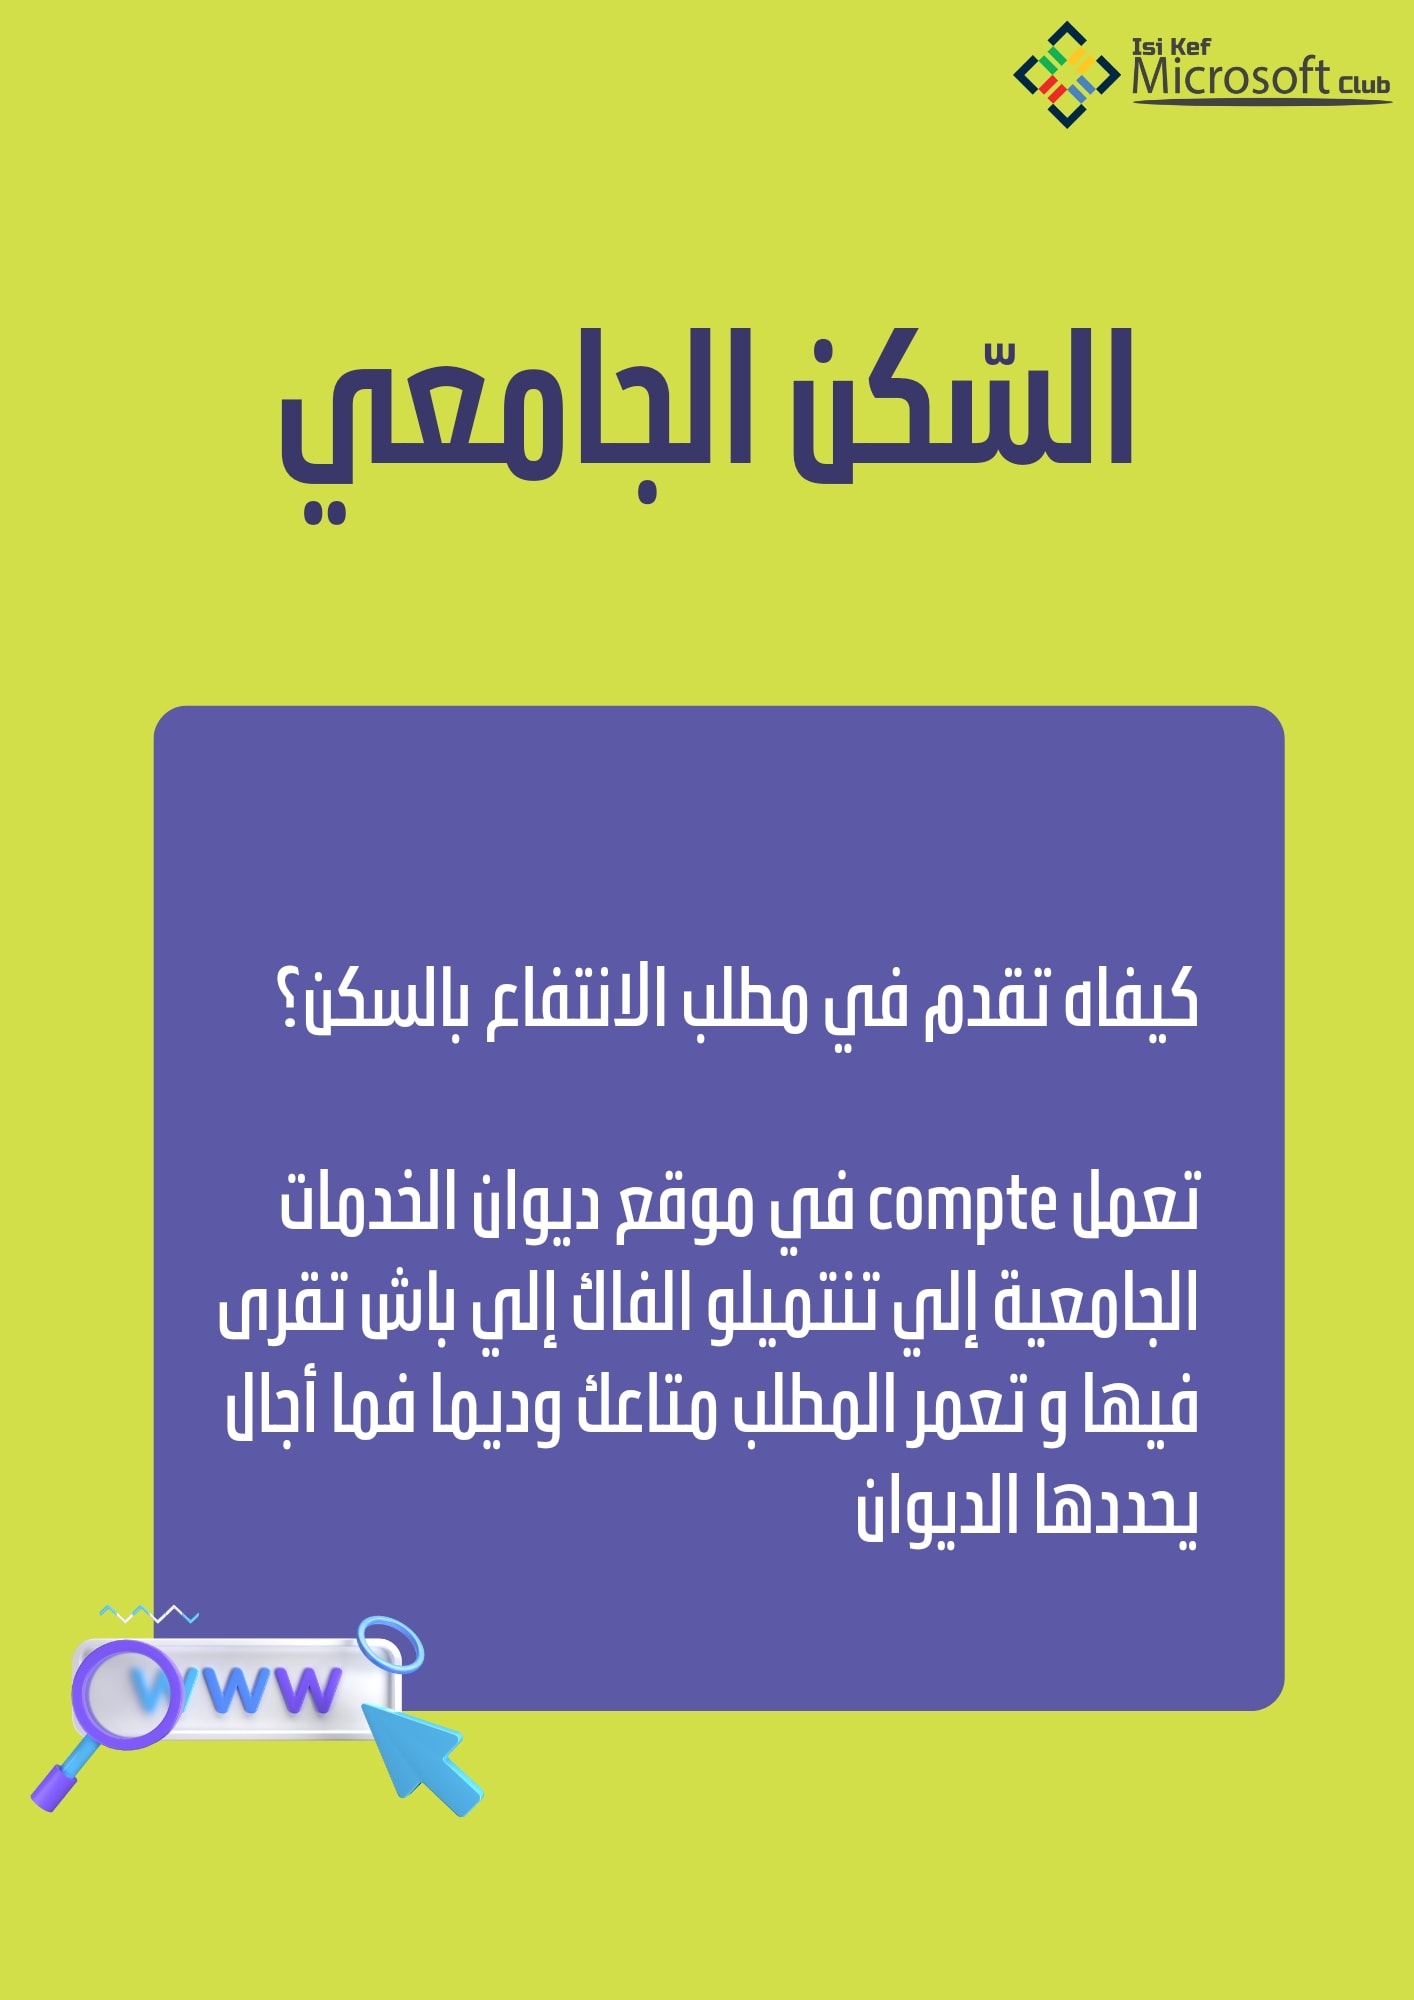 Isi Kef
Microsoft Club
السّكن الجامعي
كيفاه تقدم في مطلب الانتفاع بالسكن؟
تعمل compte في موقع ديوان الخدمات
الجامعية إلي تنتميلو الفاك إلي باش تقرى
فيها و تعمر المطلب متاعك وديما فما أجال
يحددها الديوان
www